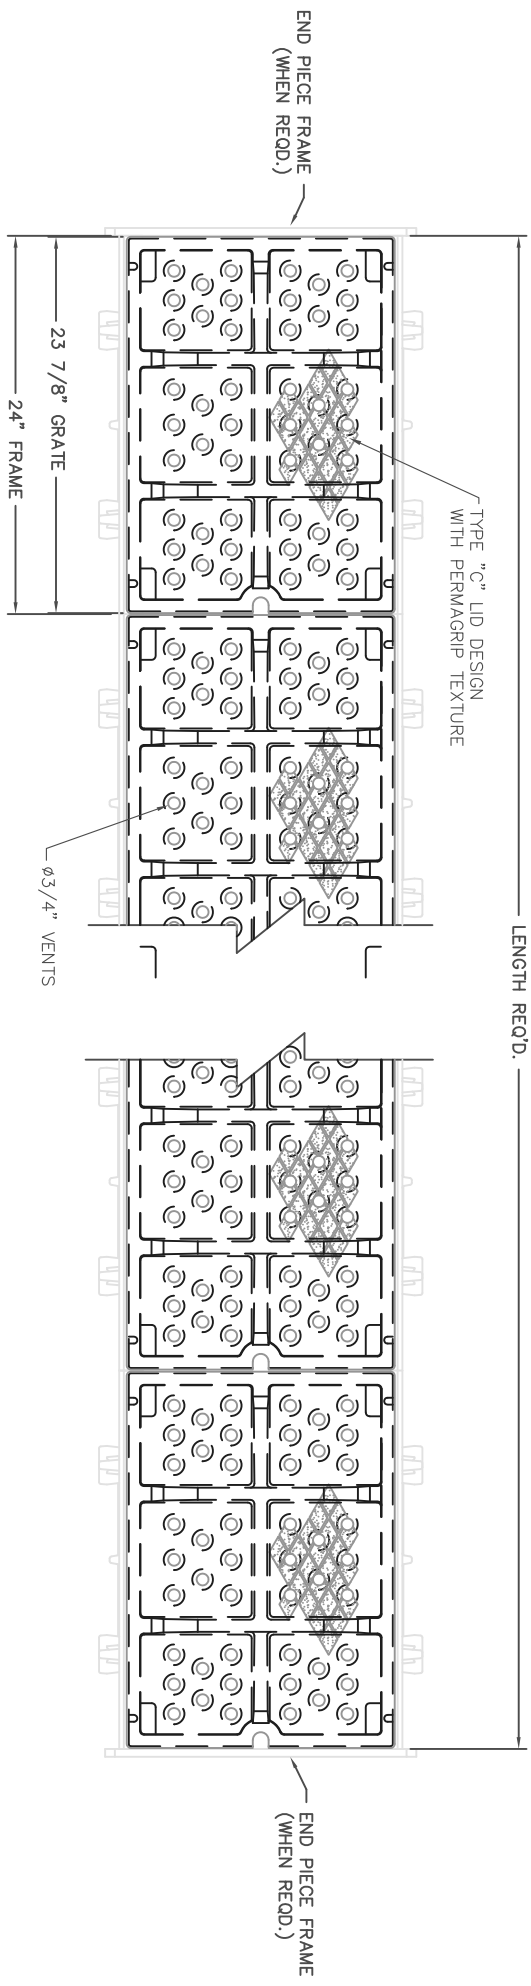 LENGTH REQ'D.
TYPE "C" LID DESIGN
WITH PERMAGRIP TEXTURE
END PIECE FRAME
(WHEN REQD.)
END PIECE FRAME
(WHEN REQD.)
ø3/4" VENTS
23 7/8" GRATE
24" FRAME